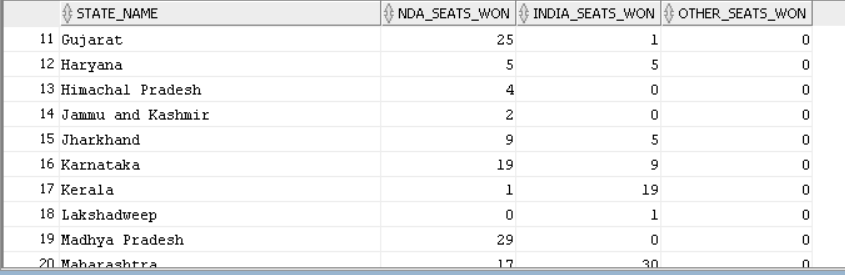 STATE_NAME NDA_SEATS_WON INDIA_SEATS_WON OTHER_SEATS_WON
11 Gujarat 25 1 0
12 Haryana 5 5 0
13 Himachal Pradesh 4 0 0
14 Jammu and Kashmir 2 0 0
15 Jharkhand 9 5 0
16 Karnataka 19 9 0
17 Kerala 1 19 0
18 Lakshadweep 0 1 0
19 Madhya Pradesh 29 0 0
20 Maharashtra 17 30 0